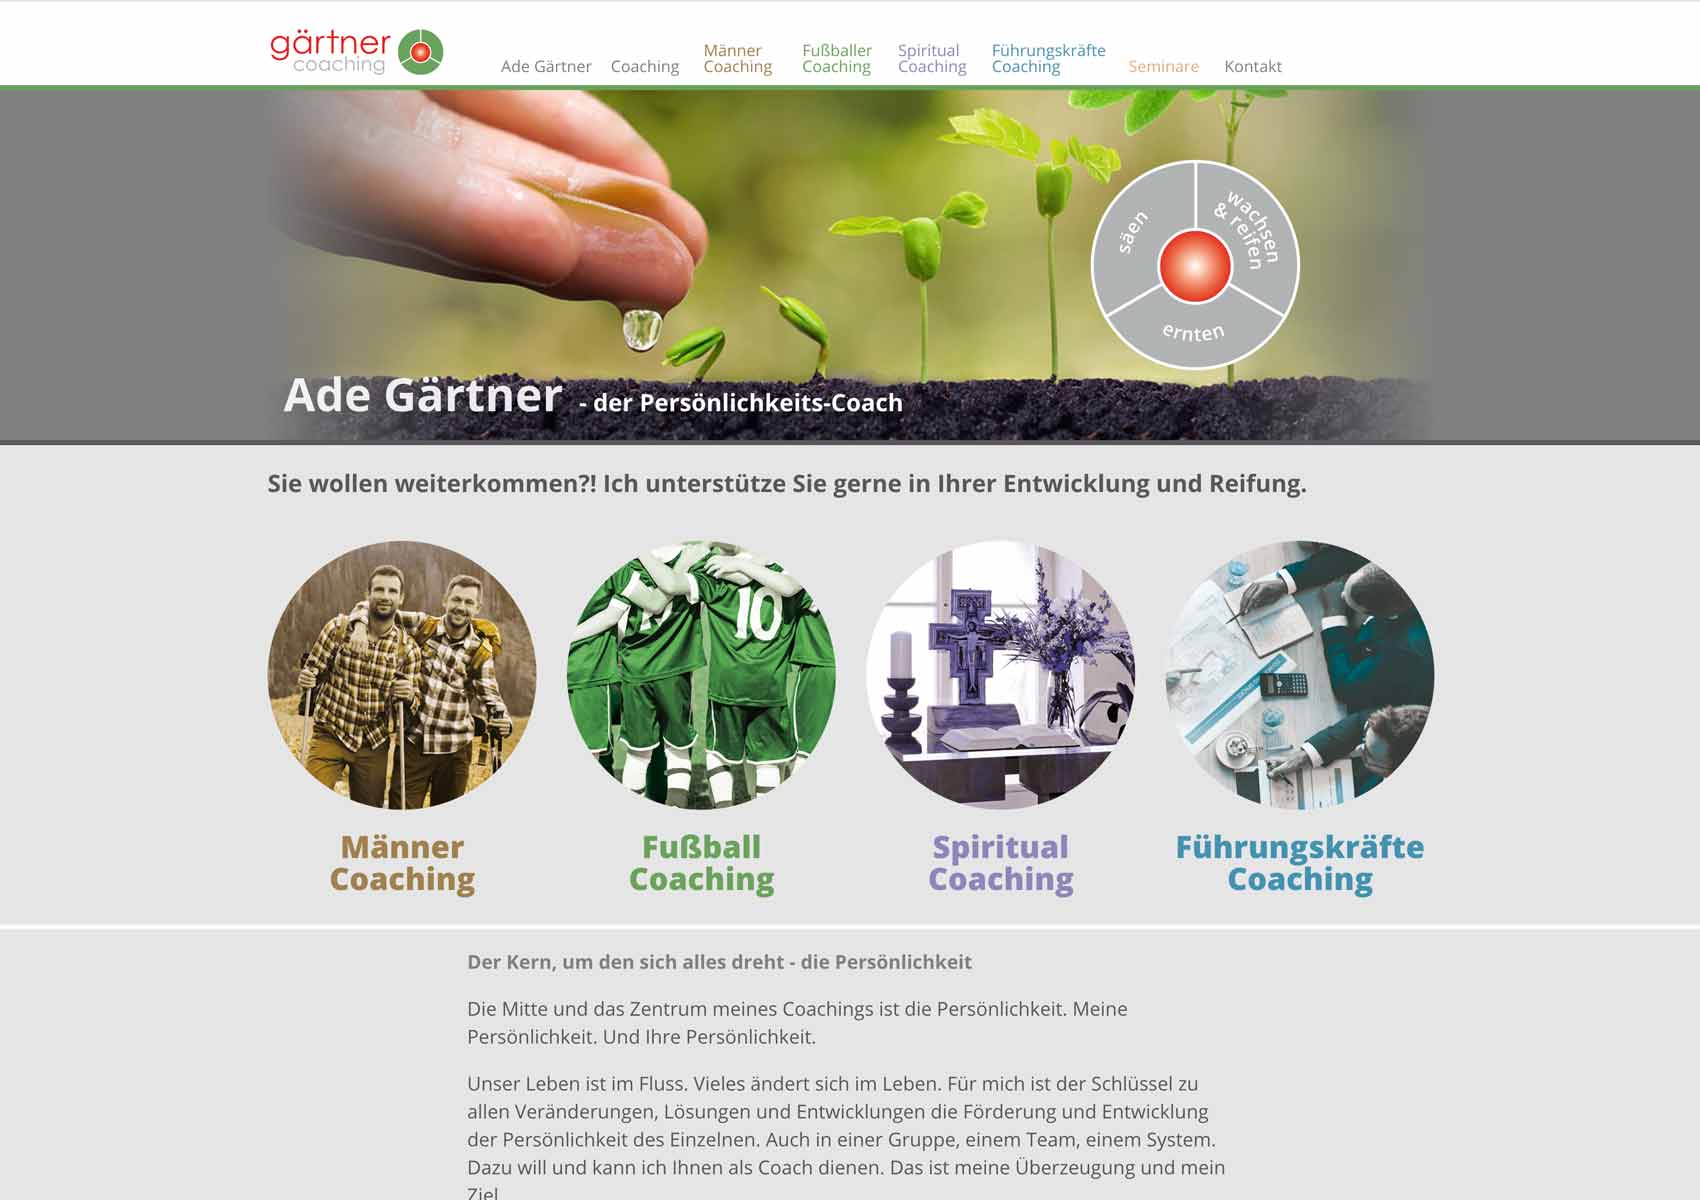 gärtner
coaching
Ade Gärtner
Coaching
Männer
Coaching
Fußballer
Coaching
Spiritual
Coaching
Führungskräfte
Coaching
Seminare
Kontakt
säen
wachsen
& reifen
ernten
Ade Gärtner - der Persönlichkeits-Coach
Sie wollen weiterkommen?! Ich unterstütze Sie gerne in Ihrer Entwicklung und Reifung.
10
Männer
Coaching
Fußball
Coaching
Spiritual
Coaching
Führungskräfte
Coaching
Der Kern, um den sich alles dreht - die Persönlichkeit
Die Mitte und das Zentrum meines Coachings ist die Persönlichkeit. Meine
Persönlichkeit. Und Ihre Persönlichkeit.
Unser Leben ist im Fluss. Vieles ändert sich im Leben. Für mich ist der Schlüssel zu
allen Veränderungen, Lösungen und Entwicklungen die Förderung und Entwicklung
der Persönlichkeit des Einzelnen. Auch in einer Gruppe, einem Team, einem System.
Dazu will und kann ich Ihnen als Coach dienen. Das ist meine Überzeugung und mein
Ziel